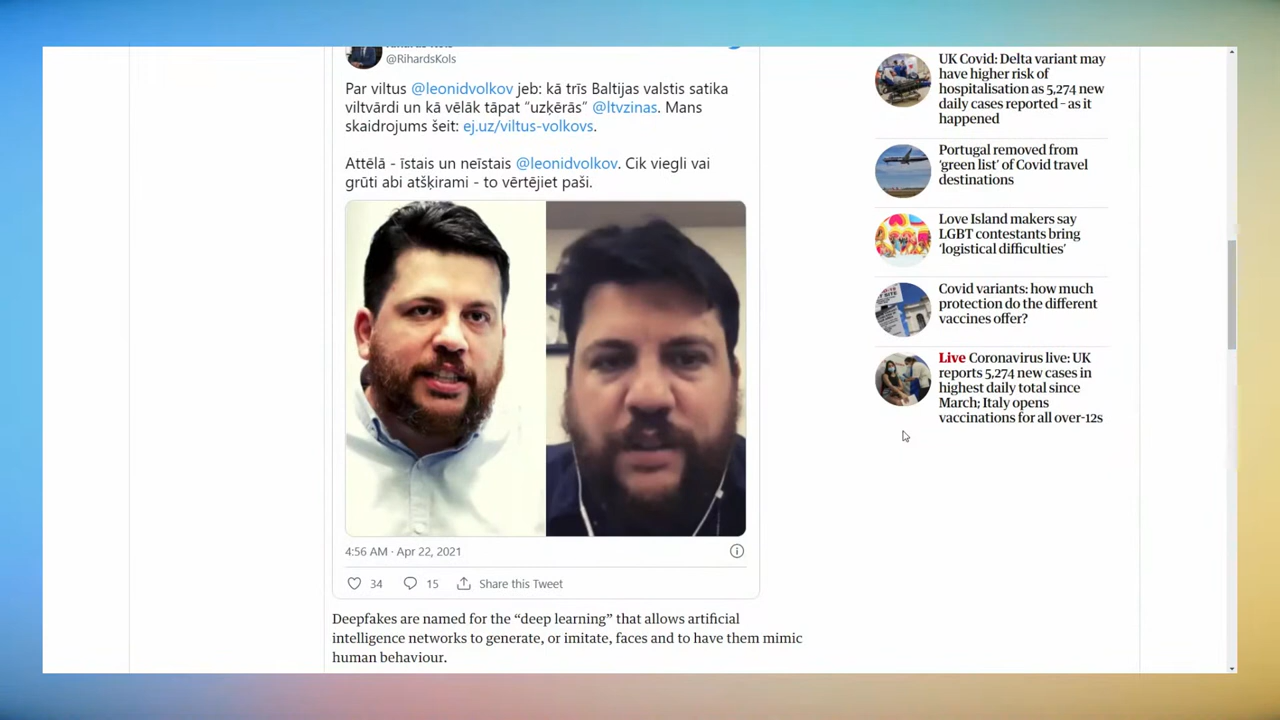 @RihardsKols
Par viltus @leonidvolkov jeb: kā trīs Baltijas valstis satika
viltvārdi un kā vēlāk tāpat “uzķērās” @ltvzinas. Mans
skaidrojums šeit: ej.uz/viltus-volkovs.
Attēlā - īstais un neīstais @leonidvolkov. Cik viegli vai
grūti abi atšķirami - to vērtējiet paši.
4:56 AM · Apr 22, 2021
34 15 Share this Tweet
Deepfakes are named for the “deep learning” that allows artificial
intelligence networks to generate, or imitate, faces and to have them mimic
human behaviour.
UK Covid: Delta variant may
have higher risk of
hospitalisation as 5,274 new
daily cases reported – as it
happened
Portugal removed from
‘green list’ of Covid travel
destinations
Love Island makers say
LGBT contestants bring
‘logistical difficulties’
Covid variants: how much
protection do the different
vaccines offer?
Live Coronavirus live: UK
reports 5,274 new cases in
highest daily total since
March; Italy opens
vaccinations for all over-12s